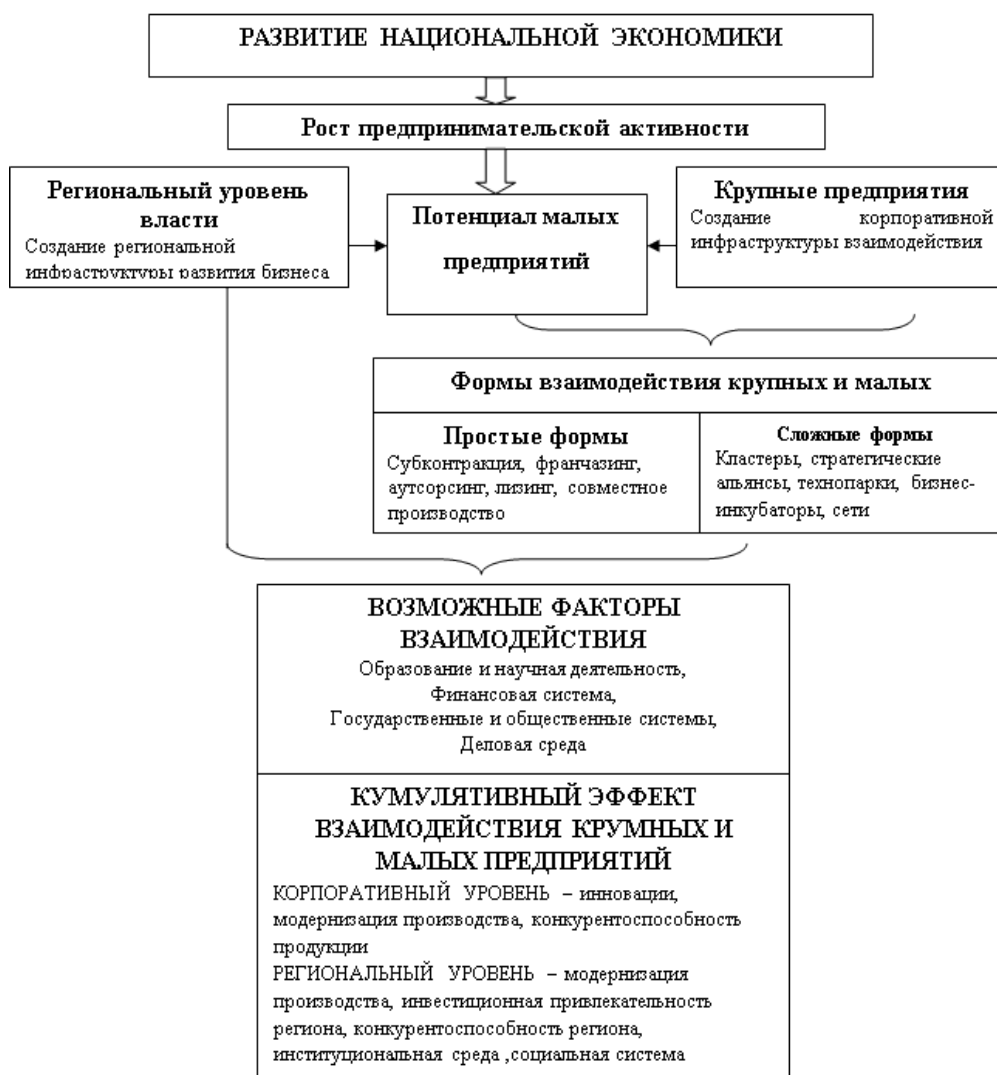 РАЗВИТИЕ НАЦИОНАЛЬНОЙ ЭКОНОМИКИ
Рост предпринимательской активности
Региональный уровень
власти
Создание региональной
инфраструктуры развития бизнеса
Потенциал малых
предприятий
Крупные предприятия
Создание корпоративной
инфраструктуры взаимодействия
Формы взаимодействия крупных и малых
Простые формы
Субконтракция, франчазинг,
аутсорсинг, лизинг, совместное
производство
Сложные формы
Кластеры, стратегические
альянсы, технопарки, бизнес-
инкубаторы, сети
ВОЗМОЖНЫЕ ФАКТОРЫ
ВЗАИМОДЕЙСТВИЯ
Образование и научная деятельность,
Финансовая система,
Государственные и общественные системы,
Деловая среда
КУМУЛЯТИВНЫЙ ЭФФЕКТ
ВЗАИМОДЕЙСТВИЯ КРУМНЫХ И
МАЛЫХ ПРЕДПРИЯТИЙ
КОРПОРАТИВНЫЙ УРОВЕНЬ – инновации,
модернизация производства, конкурентоспособность
продукции
РЕГИОНАЛЬНЫЙ УРОВЕНЬ – модернизация
производства, инвестиционная привлекательность
региона, конкурентоспособность региона,
институциональная среда ,социальная система